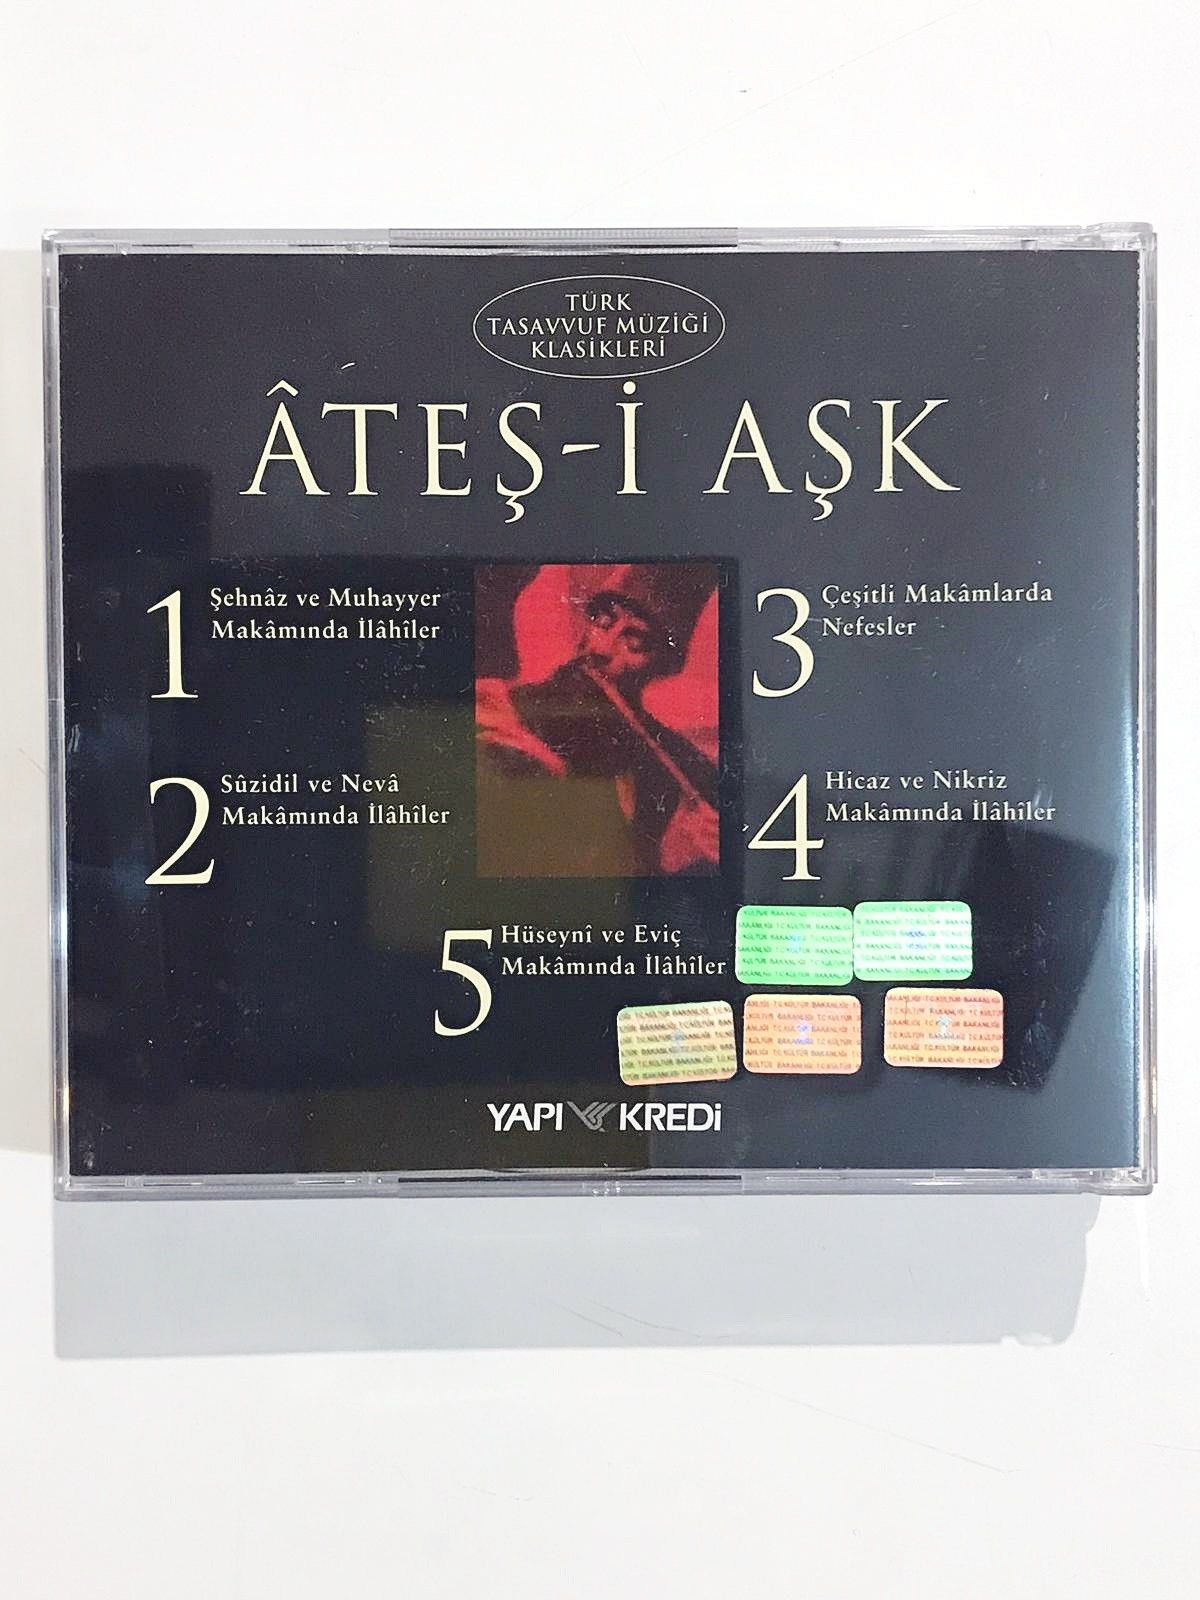 TÜRK
TASAVVUF MÜZİĞİ
KLASİKLERİ
ÂTEŞ-İ AŞK
1 Şehnâz ve Muhayyer
Makâmında İlâhîler
2 Sûzidil ve Nevâ
Makâmında İlâhîler
3 Çeşitli Makâmlarda
Nefesler
4 Hicaz ve Nikriz
Makâmında İlâhîler
5 Hüseynî ve Eviç
Makâmında İlâhîler
YAPI KREDi